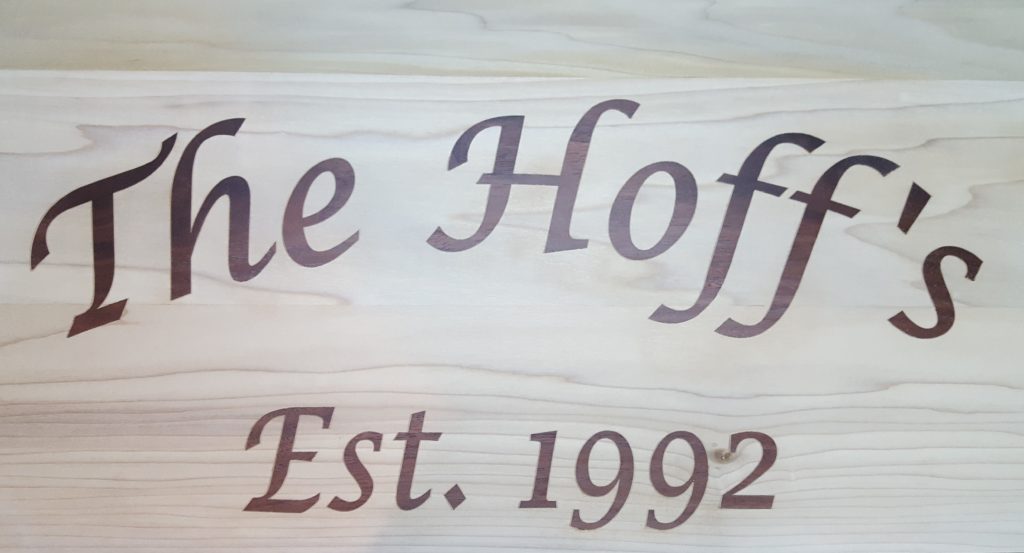 The Hoff's
Est. 1992